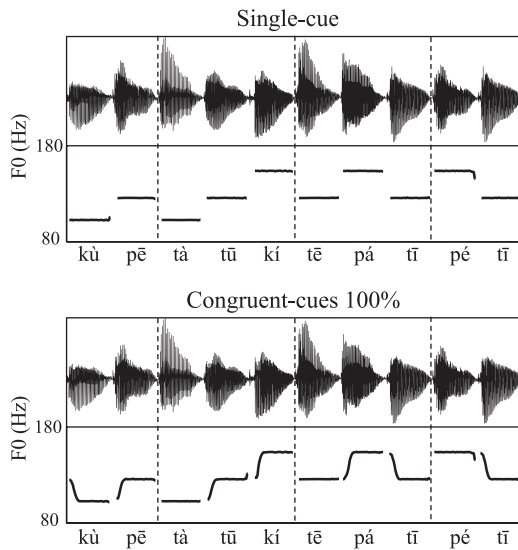 Single-cue
F0 (Hz)
180
80
kù pē tà tū kí tē pá tī pé tī
Congruent-cues 100%
F0 (Hz)
180
80
kù pē tà tū kí tē pá tī pé tī